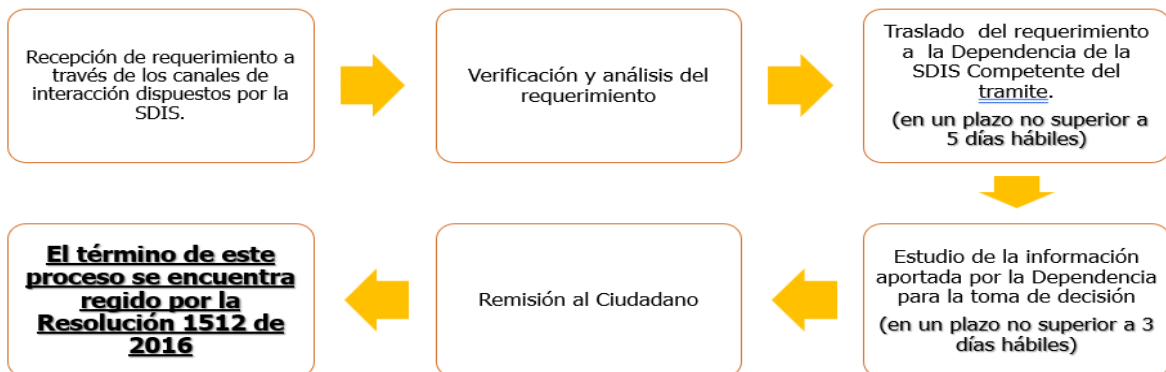 Recepción de requerimiento a
través de los canales de
interacción dispuestos por la
SDIS.
Verificación y análisis del
requerimiento
Traslado del requerimiento
a la Dependencia de la
SDIS Competente del
tramite.
(en un plazo no superior a
5 días hábiles)
Estudio de la información
aportada por la Dependencia
para la toma de decisión
(en un plazo no superior a 3
días hábiles)
Remisión al Ciudadano
El término de este
proceso se encuentra
regido por la
Resolución 1512 de
2016